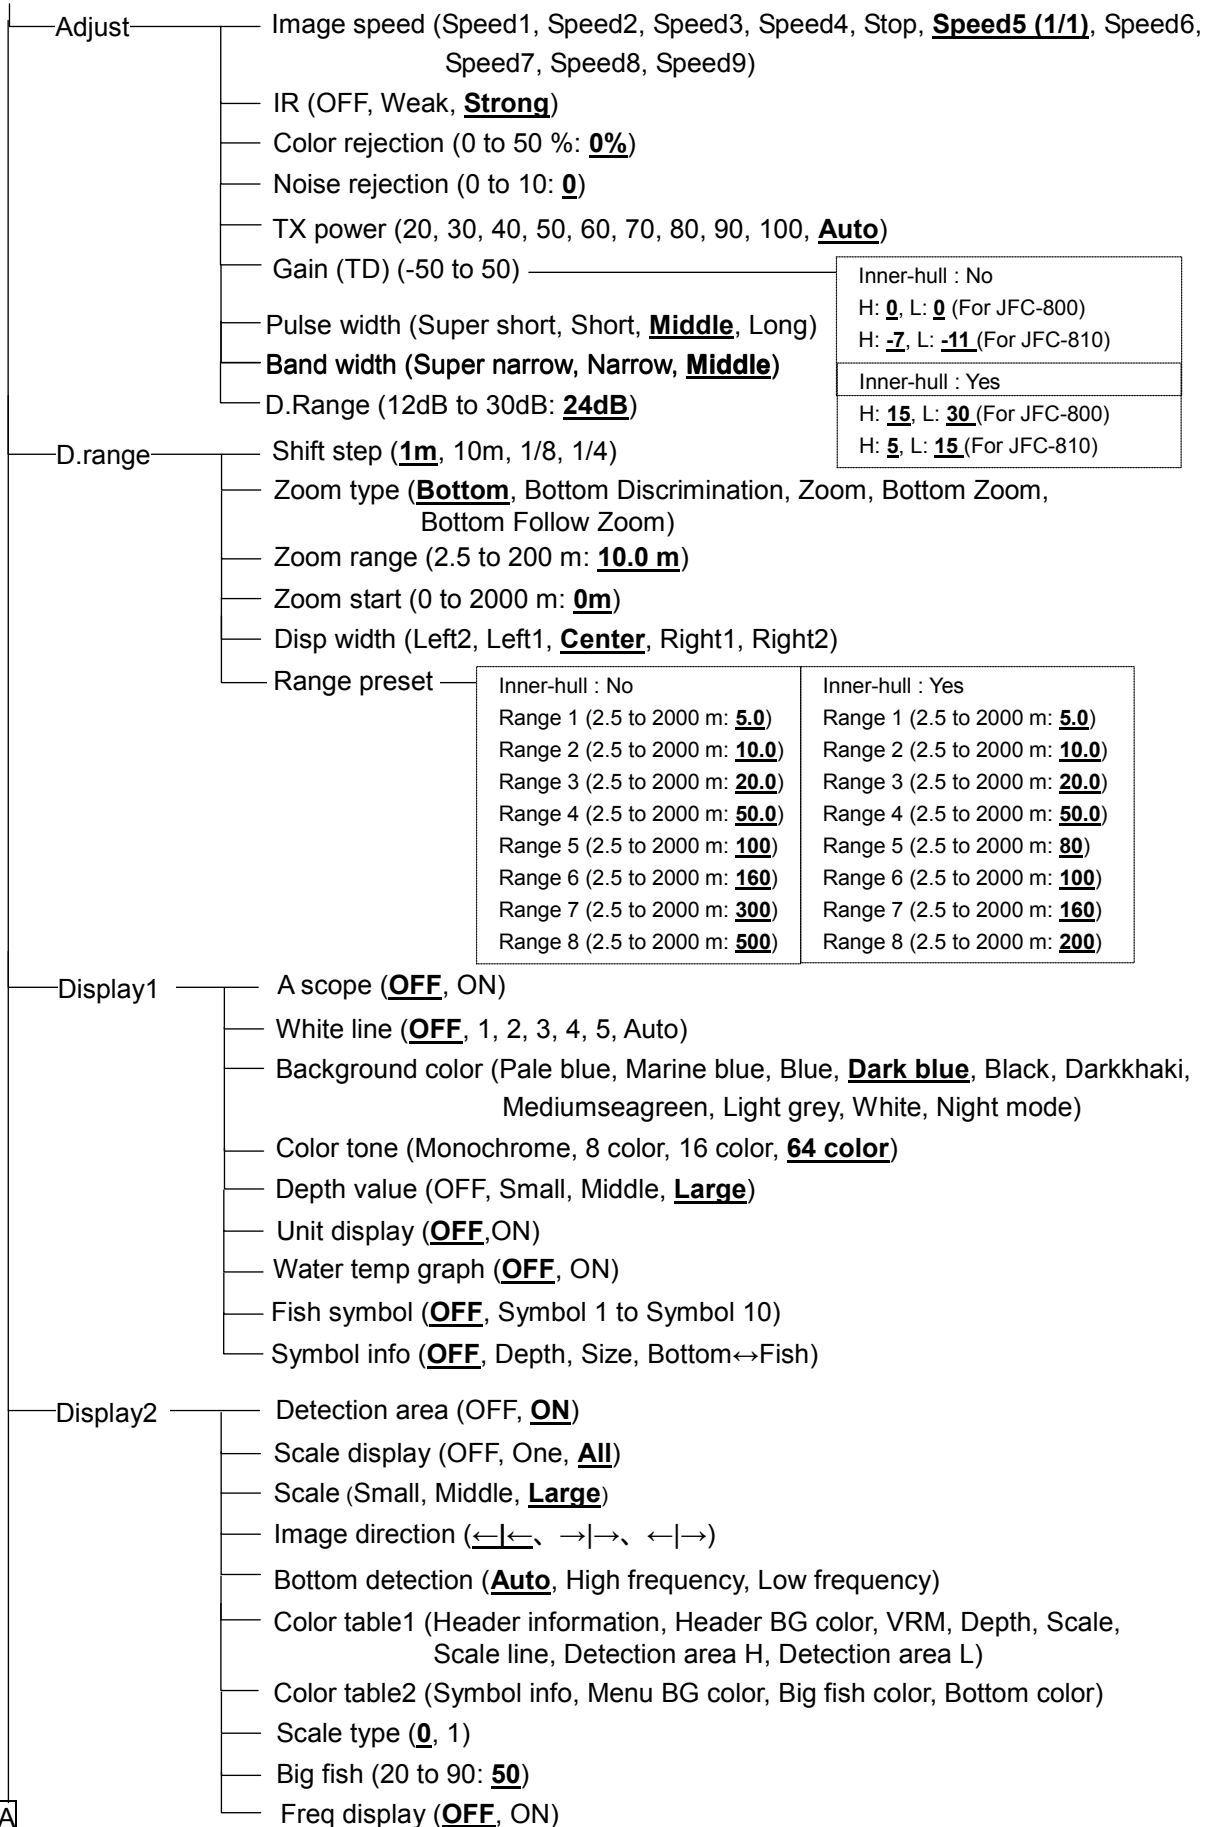 Adjust
Image speed (Speed1, Speed2, Speed3, Speed4, Stop, Speed5 (1/1), Speed6,
Speed7, Speed8, Speed9)
IR (OFF, Weak, Strong)
Color rejection (0 to 50 %: 0%)
Noise rejection (0 to 10: 0)
TX power (20, 30, 40, 50, 60, 70, 80, 90, 100, Auto)
Gain (TD) (-50 to 50)
Inner-hull : No
H: 0, L: 0 (For JFC-800)
H: -7, L: -11 (For JFC-810)
Inner-hull : Yes
H: 15, L: 30 (For JFC-800)
H: 5, L: 15 (For JFC-810)
Pulse width (Super short, Short, Middle, Long)
Band width (Super narrow, Narrow, Middle)
D.Range (12dB to 30dB: 24dB)
D.range
Shift step (1m, 10m, 1/8, 1/4)
Zoom type (Bottom, Bottom Discrimination, Zoom, Bottom Zoom,
Bottom Follow Zoom)
Zoom range (2.5 to 200 m: 10.0 m)
Zoom start (0 to 2000 m: 0m)
Disp width (Left2, Left1, Center, Right1, Right2)
Range preset
Inner-hull : No
Range 1 (2.5 to 2000 m: 5.0)
Range 2 (2.5 to 2000 m: 10.0)
Range 3 (2.5 to 2000 m: 20.0)
Range 4 (2.5 to 2000 m: 50.0)
Range 5 (2.5 to 2000 m: 100)
Range 6 (2.5 to 2000 m: 160)
Range 7 (2.5 to 2000 m: 300)
Range 8 (2.5 to 2000 m: 500)
Inner-hull : Yes
Range 1 (2.5 to 2000 m: 5.0)
Range 2 (2.5 to 2000 m: 10.0)
Range 3 (2.5 to 2000 m: 20.0)
Range 4 (2.5 to 2000 m: 50.0)
Range 5 (2.5 to 2000 m: 80)
Range 6 (2.5 to 2000 m: 100)
Range 7 (2.5 to 2000 m: 160)
Range 8 (2.5 to 2000 m: 200)
Display1
A scope (OFF, ON)
White line (OFF, 1, 2, 3, 4, 5, Auto)
Background color (Pale blue, Marine blue, Blue, Dark blue, Black, Darkkhaki,
Mediumseagreen, Light grey, White, Night mode)
Color tone (Monochrome, 8 color, 16 color, 64 color)
Depth value (OFF, Small, Middle, Large)
Unit display (OFF,ON)
Water temp graph (OFF, ON)
Fish symbol (OFF, Symbol 1 to Symbol 10)
Symbol info (OFF, Depth, Size, Bottom↔Fish)
Display2
Detection area (OFF, ON)
Scale display (OFF, One, All)
Scale (Small, Middle, Large)
Image direction (←|←、→|→、←|→)
Bottom detection (Auto, High frequency, Low frequency)
Color table1 (Header information, Header BG color, VRM, Depth, Scale,
Scale line, Detection area H, Detection area L)
Color table2 (Symbol info, Menu BG color, Big fish color, Bottom color)
Scale type (0, 1)
Big fish (20 to 90: 50)
Freq display (OFF, ON)
A